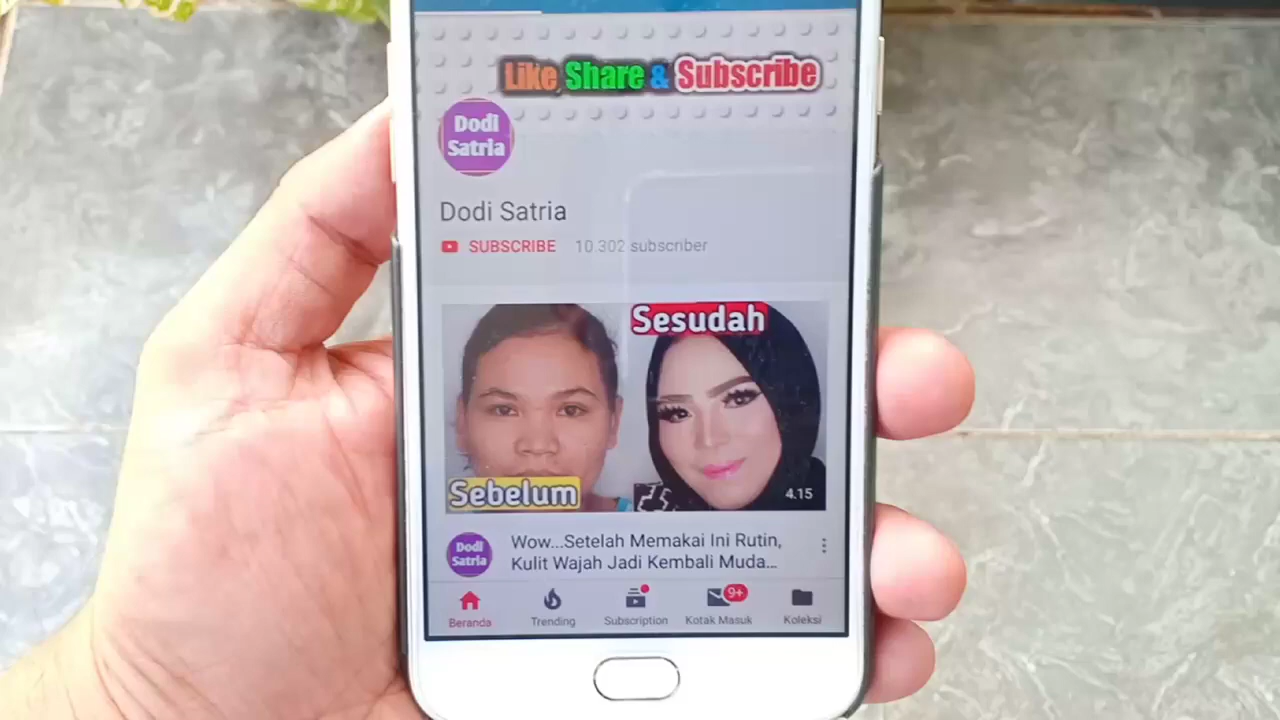 Like Share & Subscribe
Dodi
Satria
Dodi Satria
SUBSCRIBE 10.302 subscriber
Sesudah
Sebelum
4.15
Dodi
Satria
Wow...Setelah Memakai Ini Rutin,
Kulit Wajah Jadi Kembali Muda...
9+
Beranda Trending Subscription Kotak Masuk Koleksi